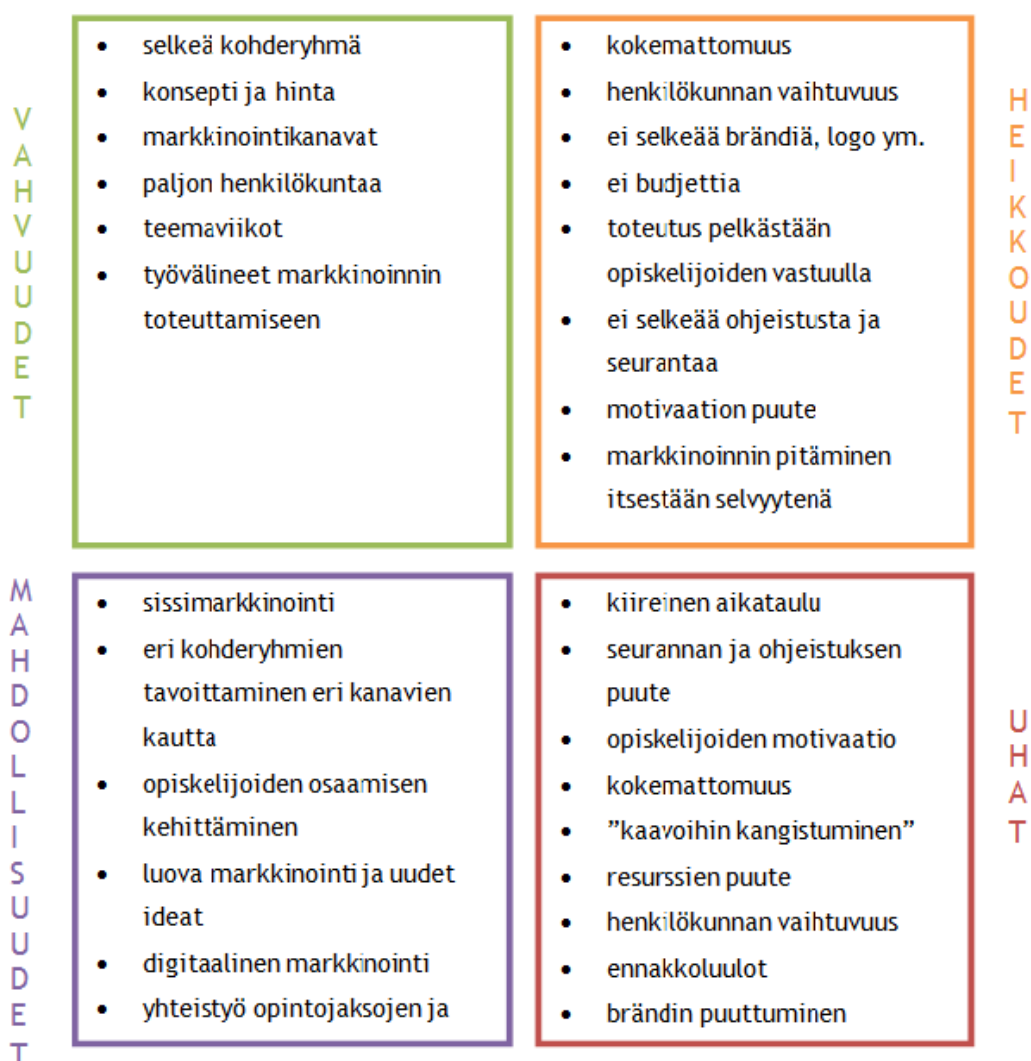 VAHVUUDET
• selkeä kohderyhmä
• konsepti ja hinta
• markkinointikanavat
• paljon henkilökuntaa
• teemaviikot
• työvälineet markkinoinnin
toteuttamiseen
HEIKKOUDET
• kokemattomuus
• henkilökunnan vaihtuvuus
• ei selkeää brändiä, logo ym.
• ei budjettia
• toteutus pelkästään
opiskelijoiden vastuulla
• ei selkeää ohjeistusta ja
seurantaa
• motivaation puute
• markkinoinnin pitäminen
itsestään selvyytenä
MAHDOLLISUUDET
• sissimarkkinointi
• eri kohderyhmien
tavoittaminen eri kanavien
kautta
• opiskelijoiden osaamisen
kehittäminen
• luova markkinointi ja uudet
ideat
• digitaalinen markkinointi
• yhteistyö opintojaksojen ja
UHAT
• kiireinen aikataulu
• seurannan ja ohjeistuksen
puute
• opiskelijoiden motivaatio
• kokemattomuus
• ”kaavoihin kangistuminen”
• resurssien puute
• henkilökunnan vaihtuvuus
• ennakkoluulot
• brändin puuttuminen